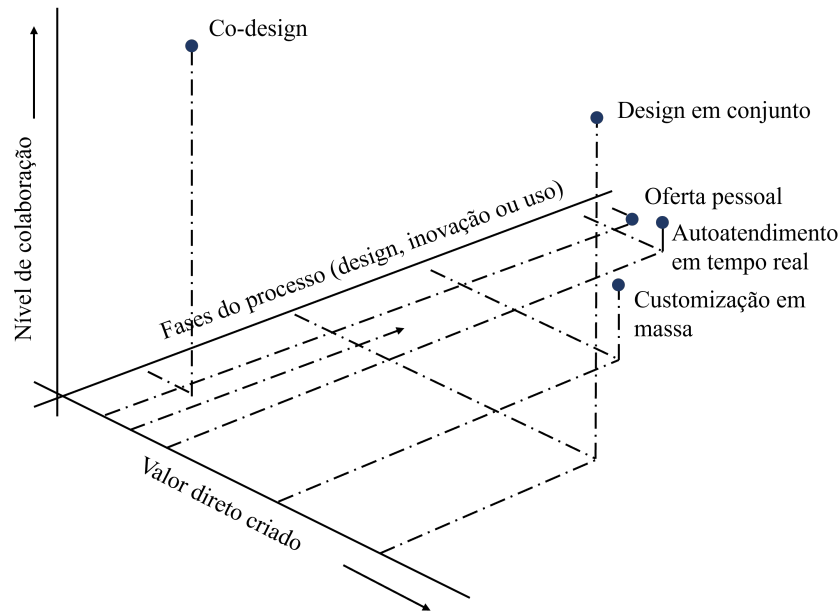 Co-design
Design em conjunto
Oferta pessoal
Autoatendimento
em tempo real
Customização em
massa
Nível de colaboração
Fases do processo (design, inovação ou uso)
Valor direto criado